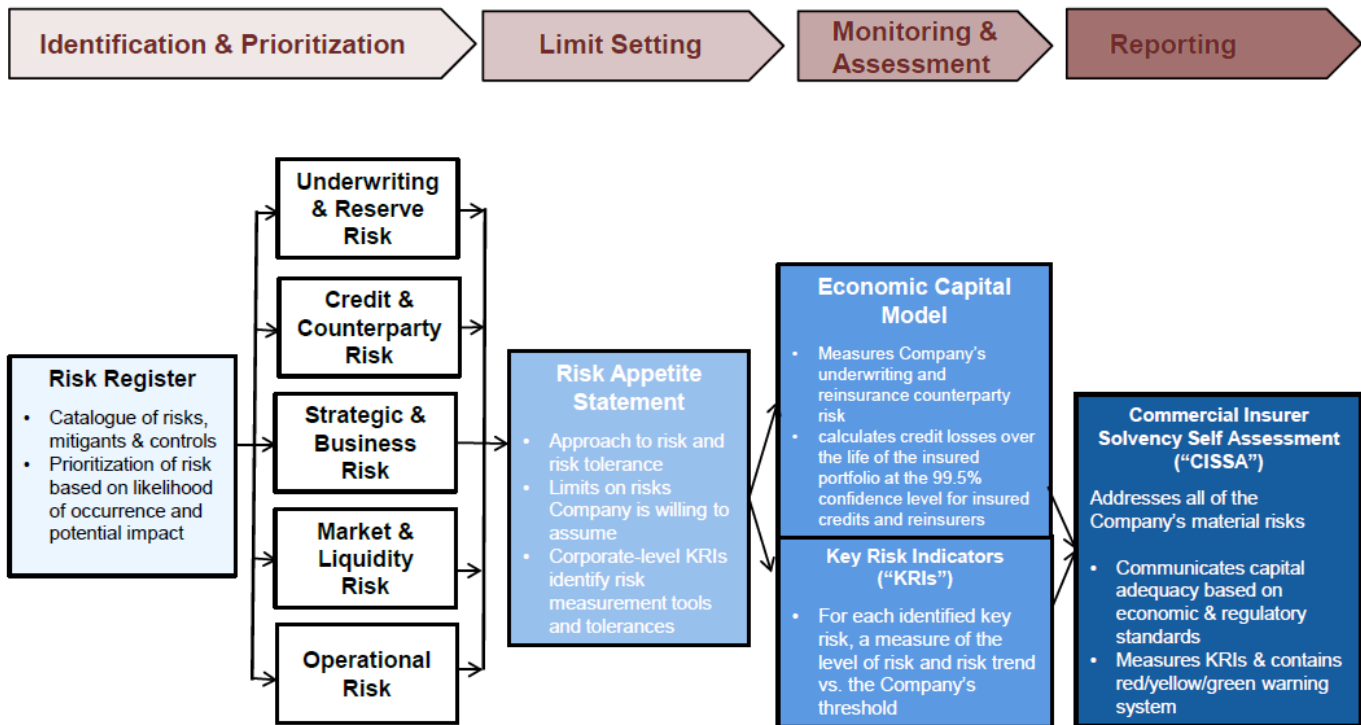 Identification & Prioritization
Limit Setting
Monitoring &
Assessment
Reporting
Risk Register
• Catalogue of risks,
mitigants & controls
• Prioritization of risk
based on likelihood
of occurrence and
potential impact
Underwriting
& Reserve
Risk
Credit &
Counterparty
Risk
Strategic &
Business
Risk
Market &
Liquidity
Risk
Operational
Risk
Risk Appetite
Statement
• Approach to risk and
risk tolerance
• Limits on risks
Company is willing to
assume
• Corporate-level KRIs
identify risk
measurement tools
and tolerances
Economic Capital
Model
• Measures Company's
underwriting and
reinsurance counterparty
risk
• calculates credit losses over
the life of the insured
portfolio at the 99.5%
confidence level for insured
credits and reinsurers
Key Risk Indicators
("KRIs")
• For each identified key
risk, a measure of the
level of risk and risk trend
vs. the Company's
threshold
Commercial Insurer
Solvency Self Assessment
("CISSA")
Addresses all of the
Company's material risks
• Communicates capital
adequacy based on
economic & regulatory
standards
• Measures KRIs & contains
red/yellow/green warning
system